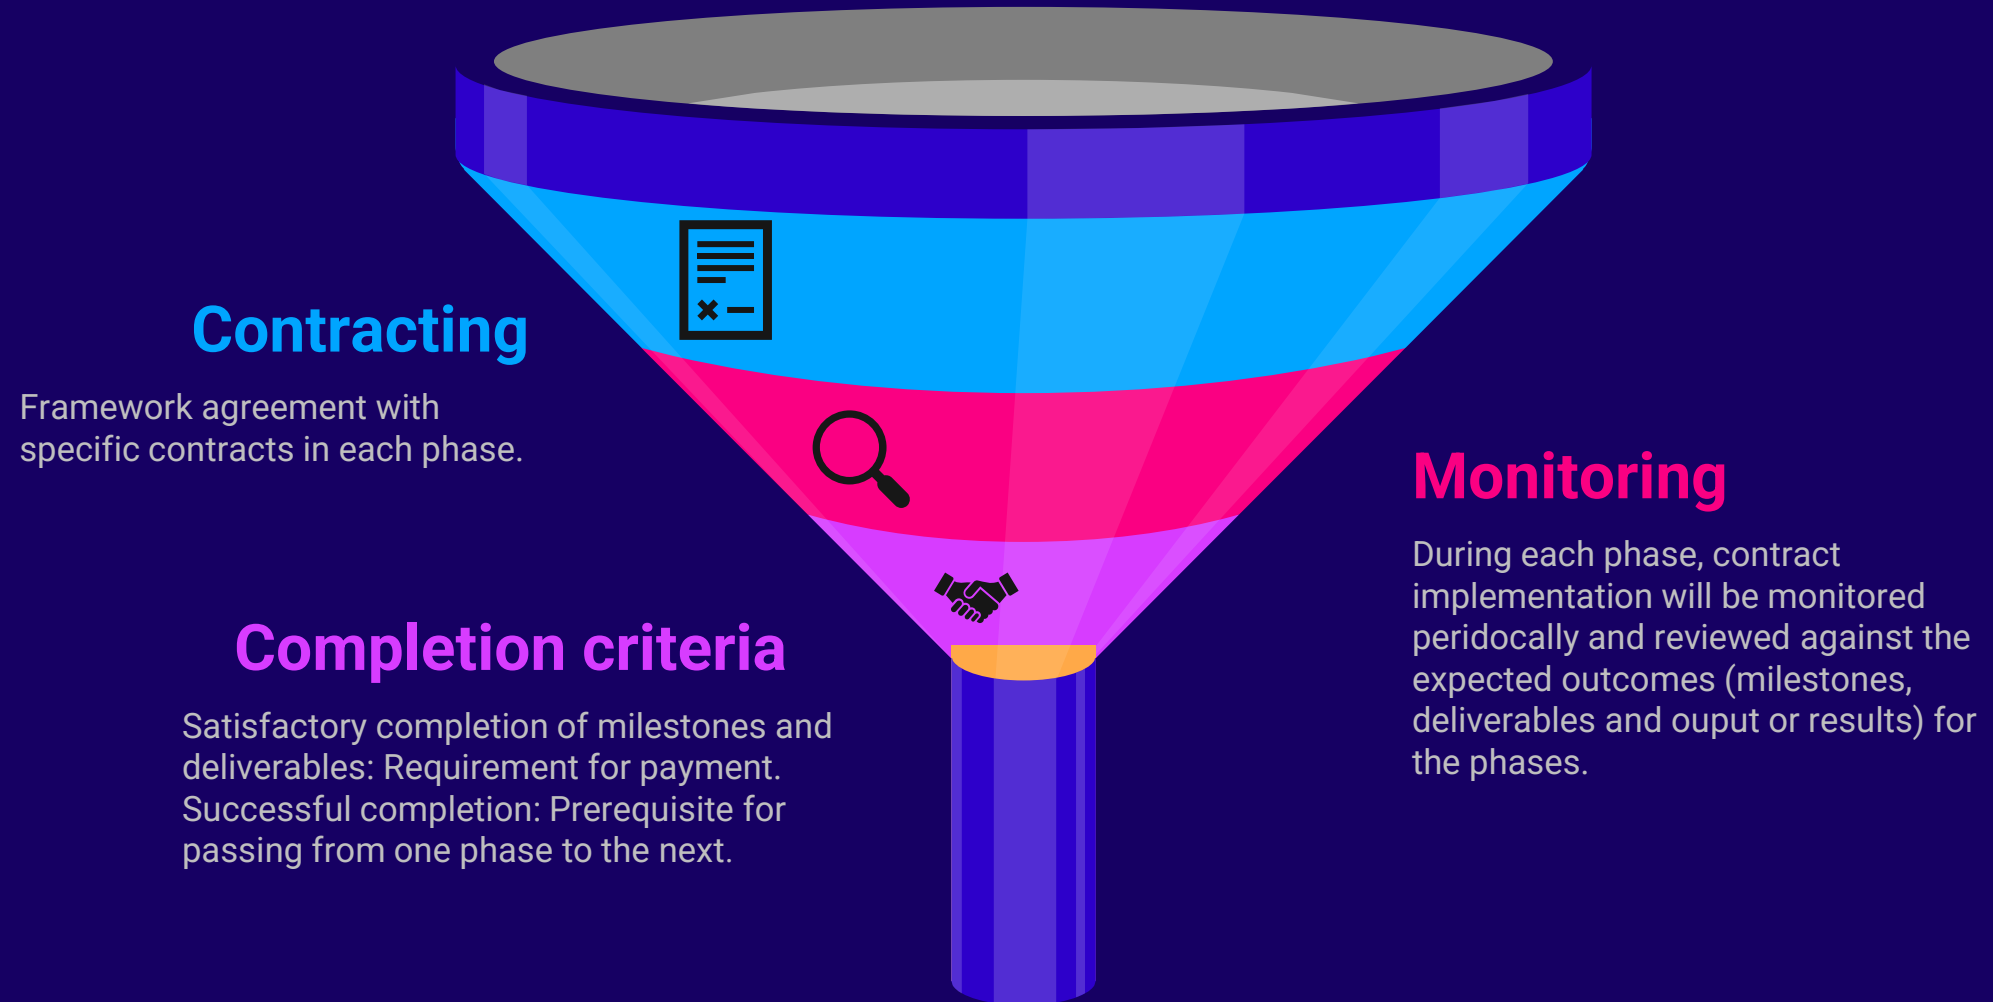 Contracting
Framework agreement with
specific contracts in each phase.
Monitoring
During each phase, contract
implementation will be monitored
peridocally and reviewed against the
expected outcomes (milestones,
deliverables and ouput or results) for
the phases.
Completion criteria
Satisfactory completion of milestones and
deliverables: Requirement for payment.
Successful completion: Prerequisite for
passing from one phase to the next.